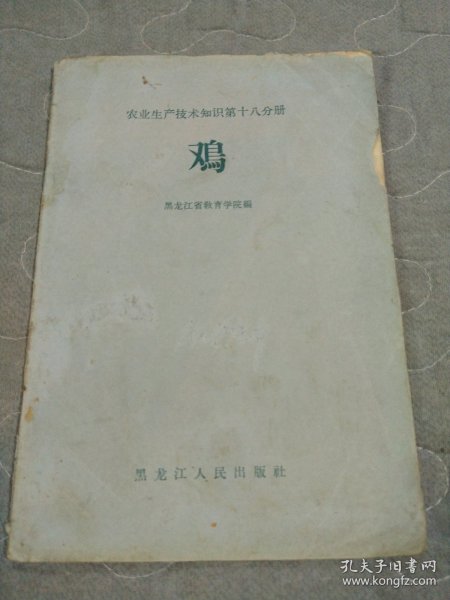 农业生产技术知识第十八分册
鳮
黑龙江省教育学院編
黑龙江人民出版社
孔夫子旧书网
www.kongfz.com